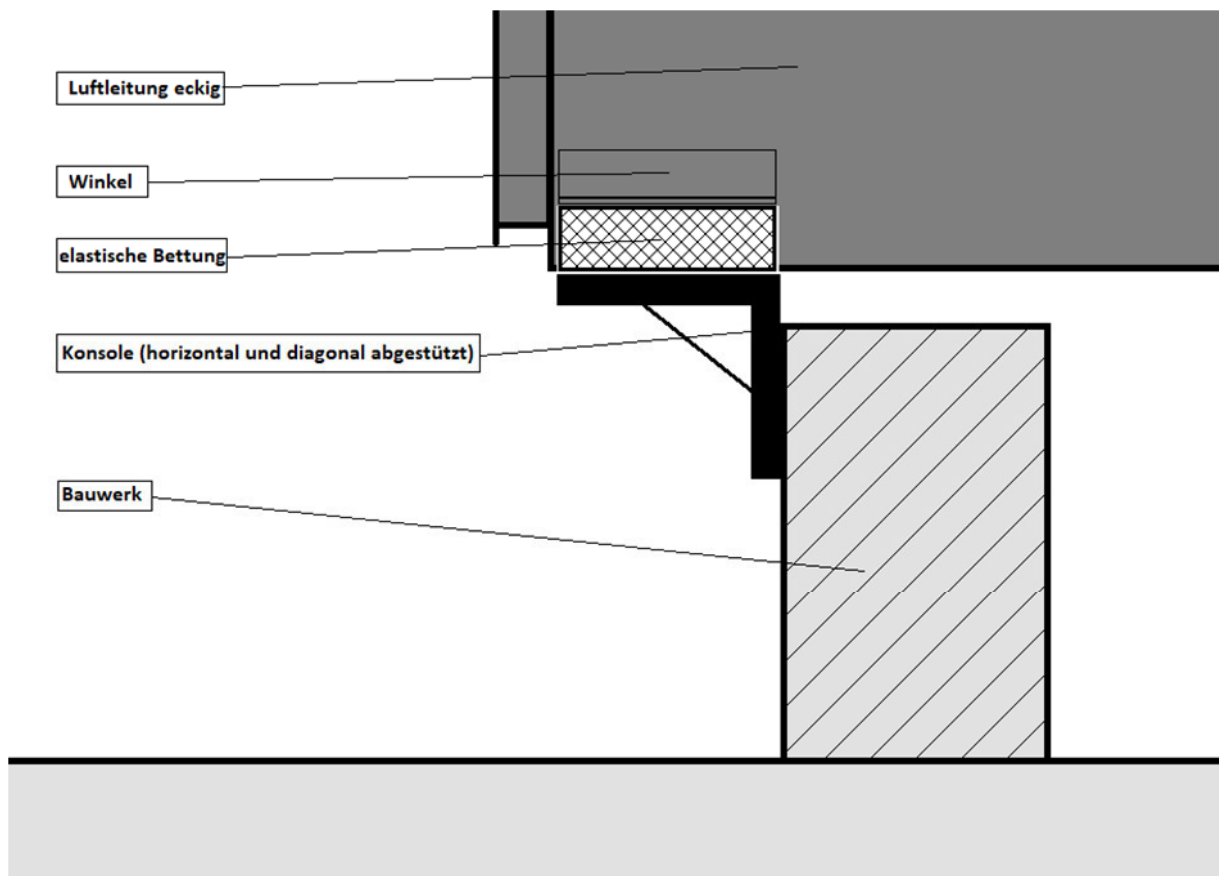 Luftleitung eckig
Winkel
elastische Bettung
Konsole (horizontal und diagonal abgestützt)
Bauwerk